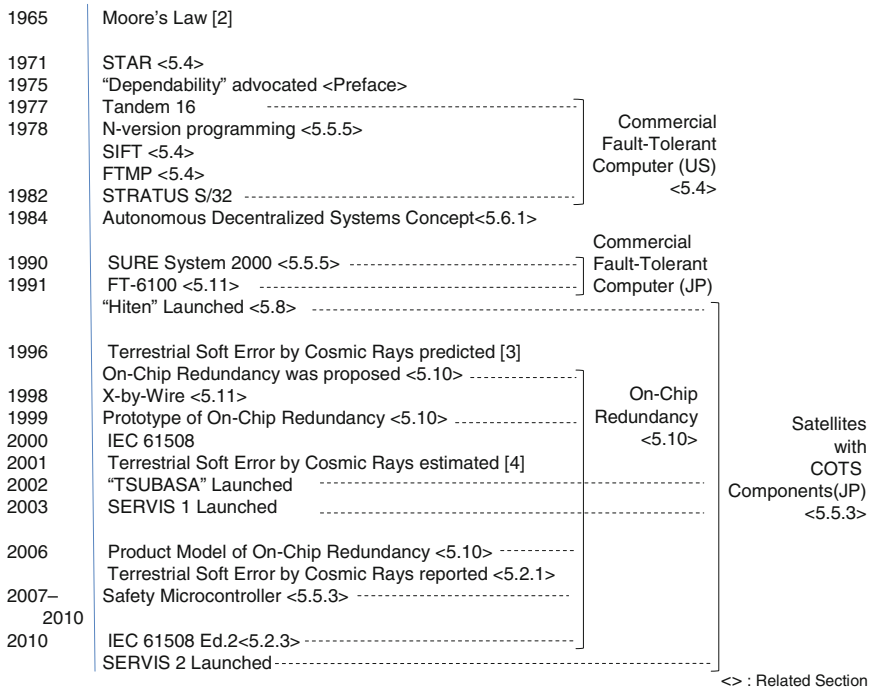 1965 Moore's Law [2]
1971 STAR <5.4>
1975 “Dependability” advocated <Preface>
1977 Tandem 16
1978 N-version programming <5.5.5>
SIFT <5.4>
FTMP <5.4>
1982 STRATUS S/32
Commercial
Fault-Tolerant
Computer (US)
<5.4>
1984 Autonomous Decentralized Systems Concept<5.6.1>
1990 SURE System 2000 <5.5.5>
1991 FT-6100 <5.11>
Commercial
Fault-Tolerant
Computer (JP)
“Hiten” Launched <5.8>
1996 Terrestrial Soft Error by Cosmic Rays predicted [3]
On-Chip Redundancy was proposed <5.10>
1998 X-by-Wire <5.11>
1999 Prototype of On-Chip Redundancy <5.10>
2000 IEC 61508
2001 Terrestrial Soft Error by Cosmic Rays estimated [4]
2002 “TSUBASA” Launched
2003 SERVIS 1 Launched
On-Chip
Redundancy
<5.10>
Satellites
with
COTS
Components(JP)
<5.5.3>
2006 Product Model of On-Chip Redundancy <5.10>
Terrestrial Soft Error by Cosmic Rays reported <5.2.1>
2007– Safety Microcontroller <5.5.3>
2010
2010 IEC 61508 Ed.2<5.2.3>
SERVIS 2 Launched
<> : Related Section